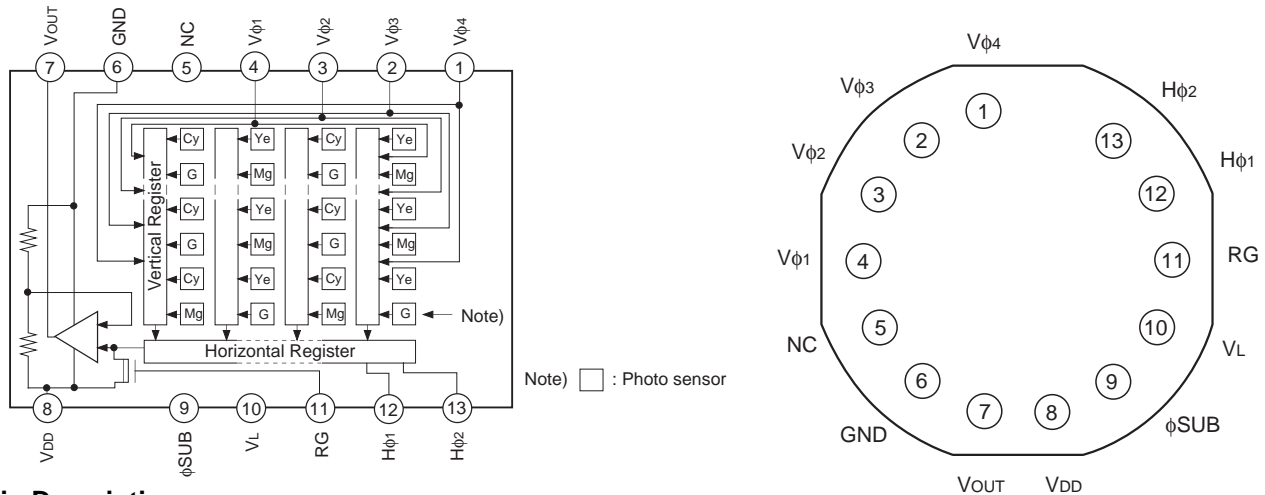 VOUT GND NC Vφ1 Vφ2 Vφ3 Vφ4
7 6 5 4 3 2 1
Cy Ye Cy Ye
G Mg G Mg
Cy Ye Cy Ye
G Mg G Mg
Cy Ye Cy Ye
Mg G Mg G
Vertical Register
Note)
Horizontal Register
Note) : Photo sensor
8 9 10 11 12 13
VDD φSUB VL RG Hφ1 Hφ2
Vφ4
Vφ3
Hφ2
1
2
13
Vφ2
Hφ1
3
12
Vφ1
4
11
RG
5
10
NC
VL
6
9
7
8
GND
φSUB
VOUT
VDD